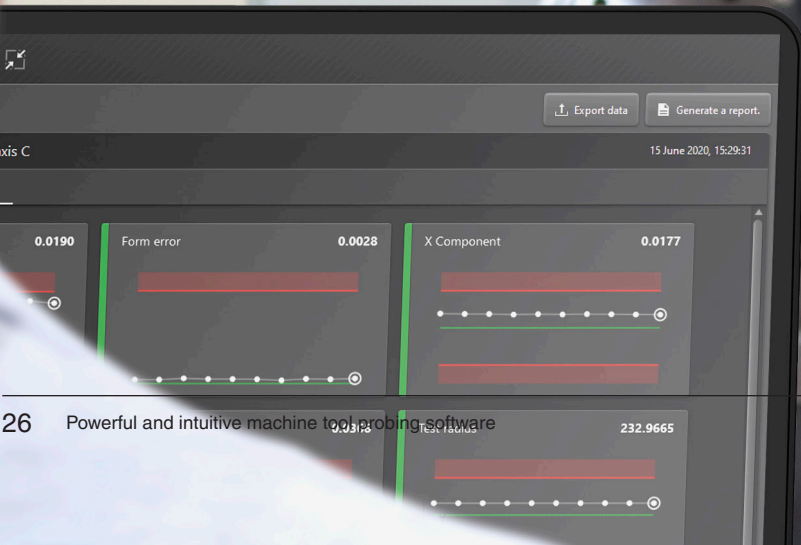 Export data
Generate a report.
axis C
15 June 2020, 15:29:31
0.0190
Form error
0.0028
X Component
0.0177
26
Powerful and intuitive machine tool probing software
Test radius
232.9665